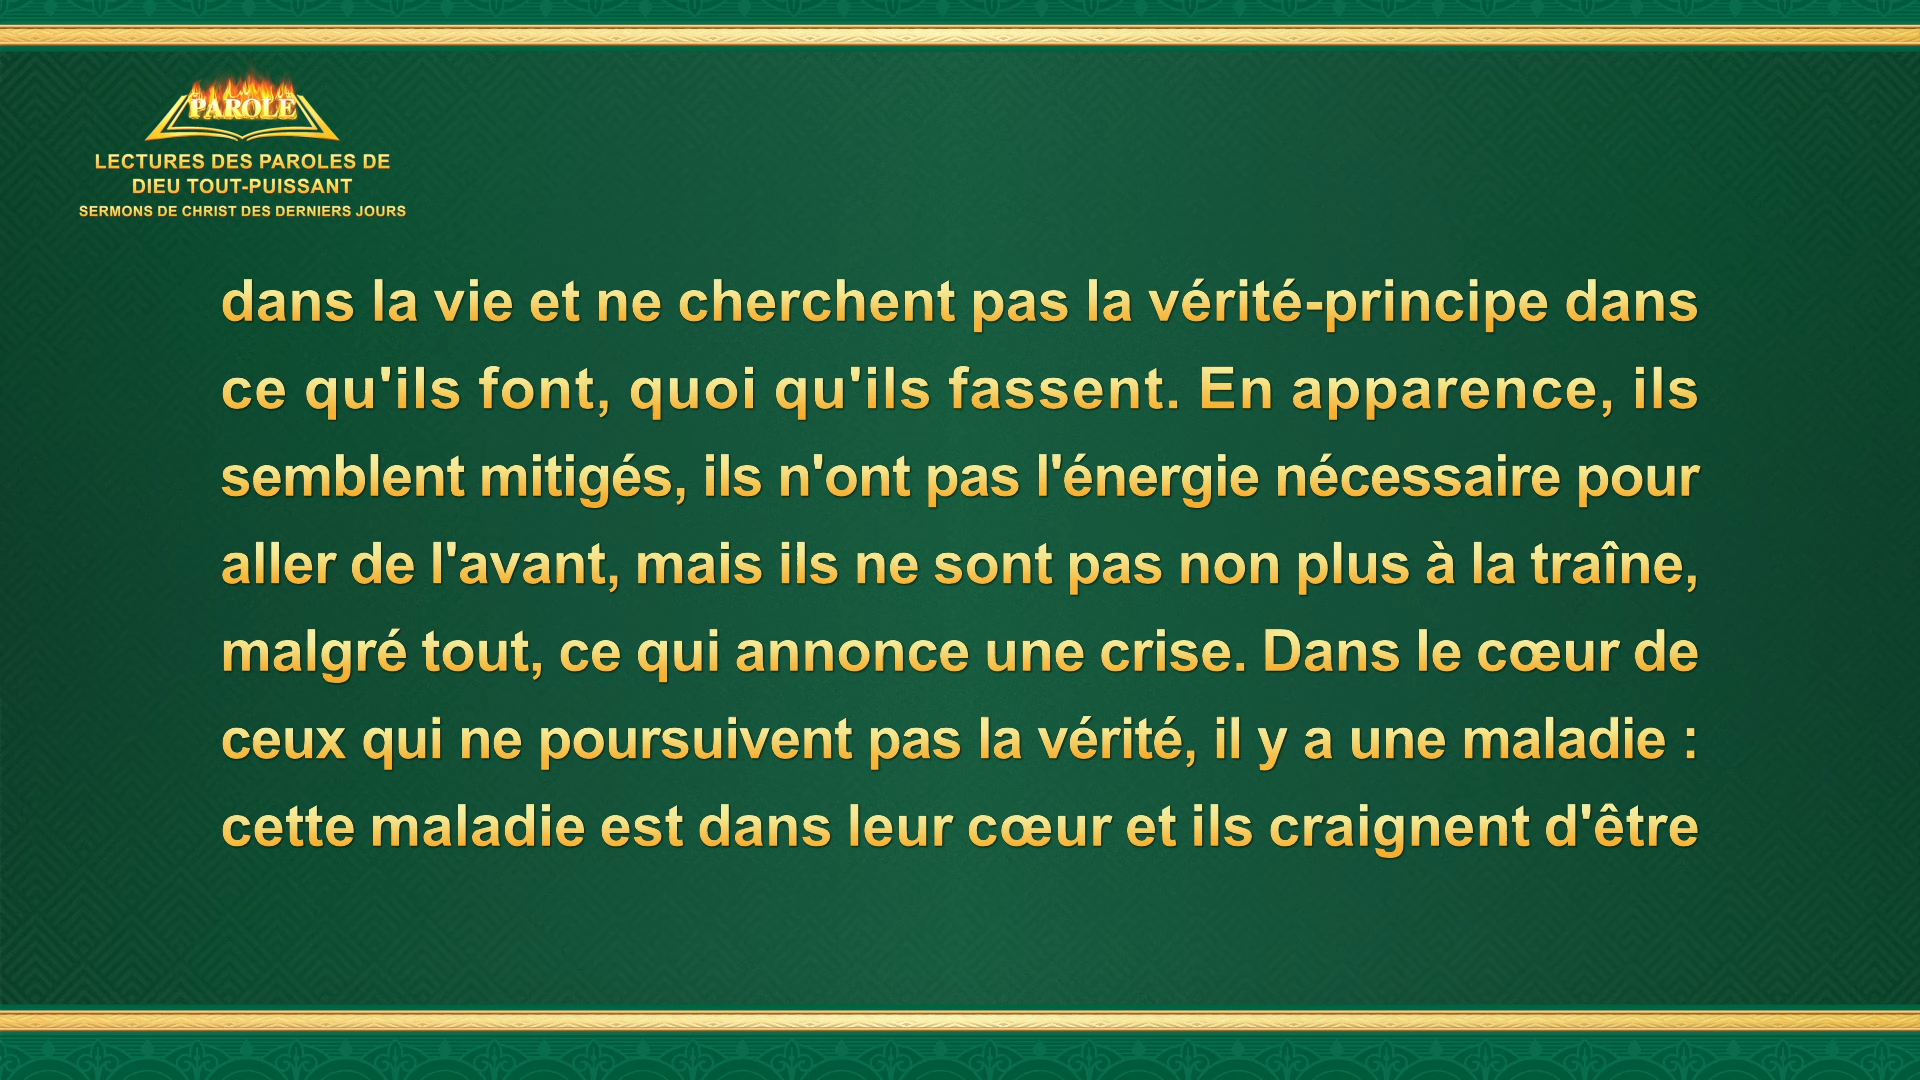 PAROLE
LECTURES DES PAROLES DE
DIEU TOUT-PUISSANT
SERMONS DE CHRIST DES DERNIERS JOURS
dans la vie et ne cherchent pas la vérité-principe dans
ce qu'ils font, quoi qu'ils fassent. En apparence, ils
semblent mitigés, ils n'ont pas l'énergie nécessaire pour
aller de l'avant, mais ils ne sont pas non plus à la traîne,
malgré tout, ce qui annonce une crise. Dans le cœur de
ceux qui ne poursuivent pas la vérité, il y a une maladie :
cette maladie est dans leur cœur et ils craignent d'être